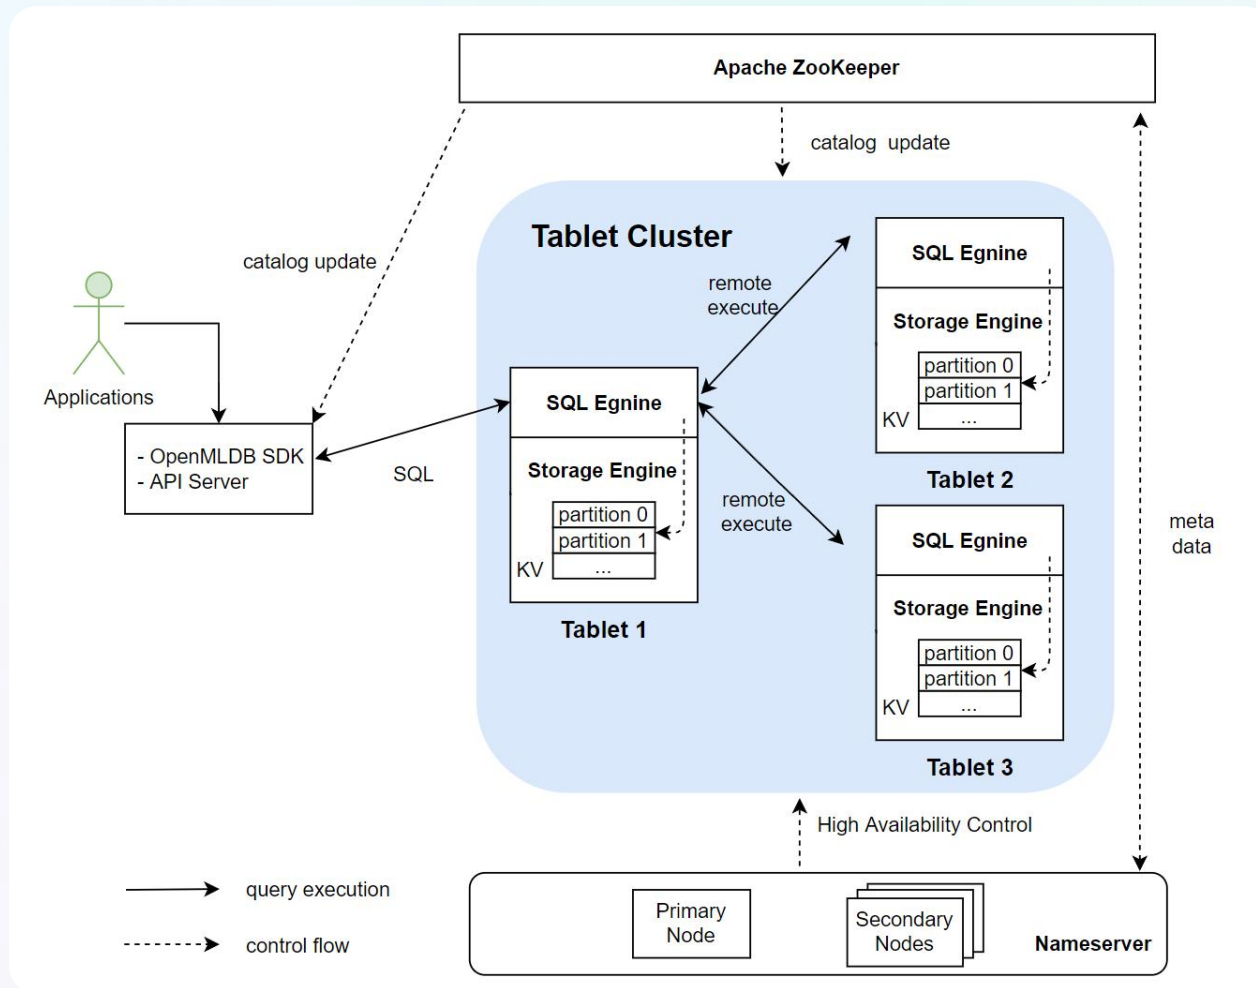 Apache ZooKeeper
catalog update
catalog update
Tablet Cluster
Applications
- OpenMLDB SDK
- API Server
SQL
remote
execute
remote
execute
SQL Egnine
Storage Engine
partition 0
partition 1
...
KV
Tablet 1
SQL Egnine
Storage Engine
partition 0
partition 1
...
KV
Tablet 2
SQL Egnine
Storage Engine
partition 0
partition 1
...
KV
Tablet 3
meta
data
High Availability Control
query execution
control flow
Primary
Node
Secondary
Nodes
Nameserver